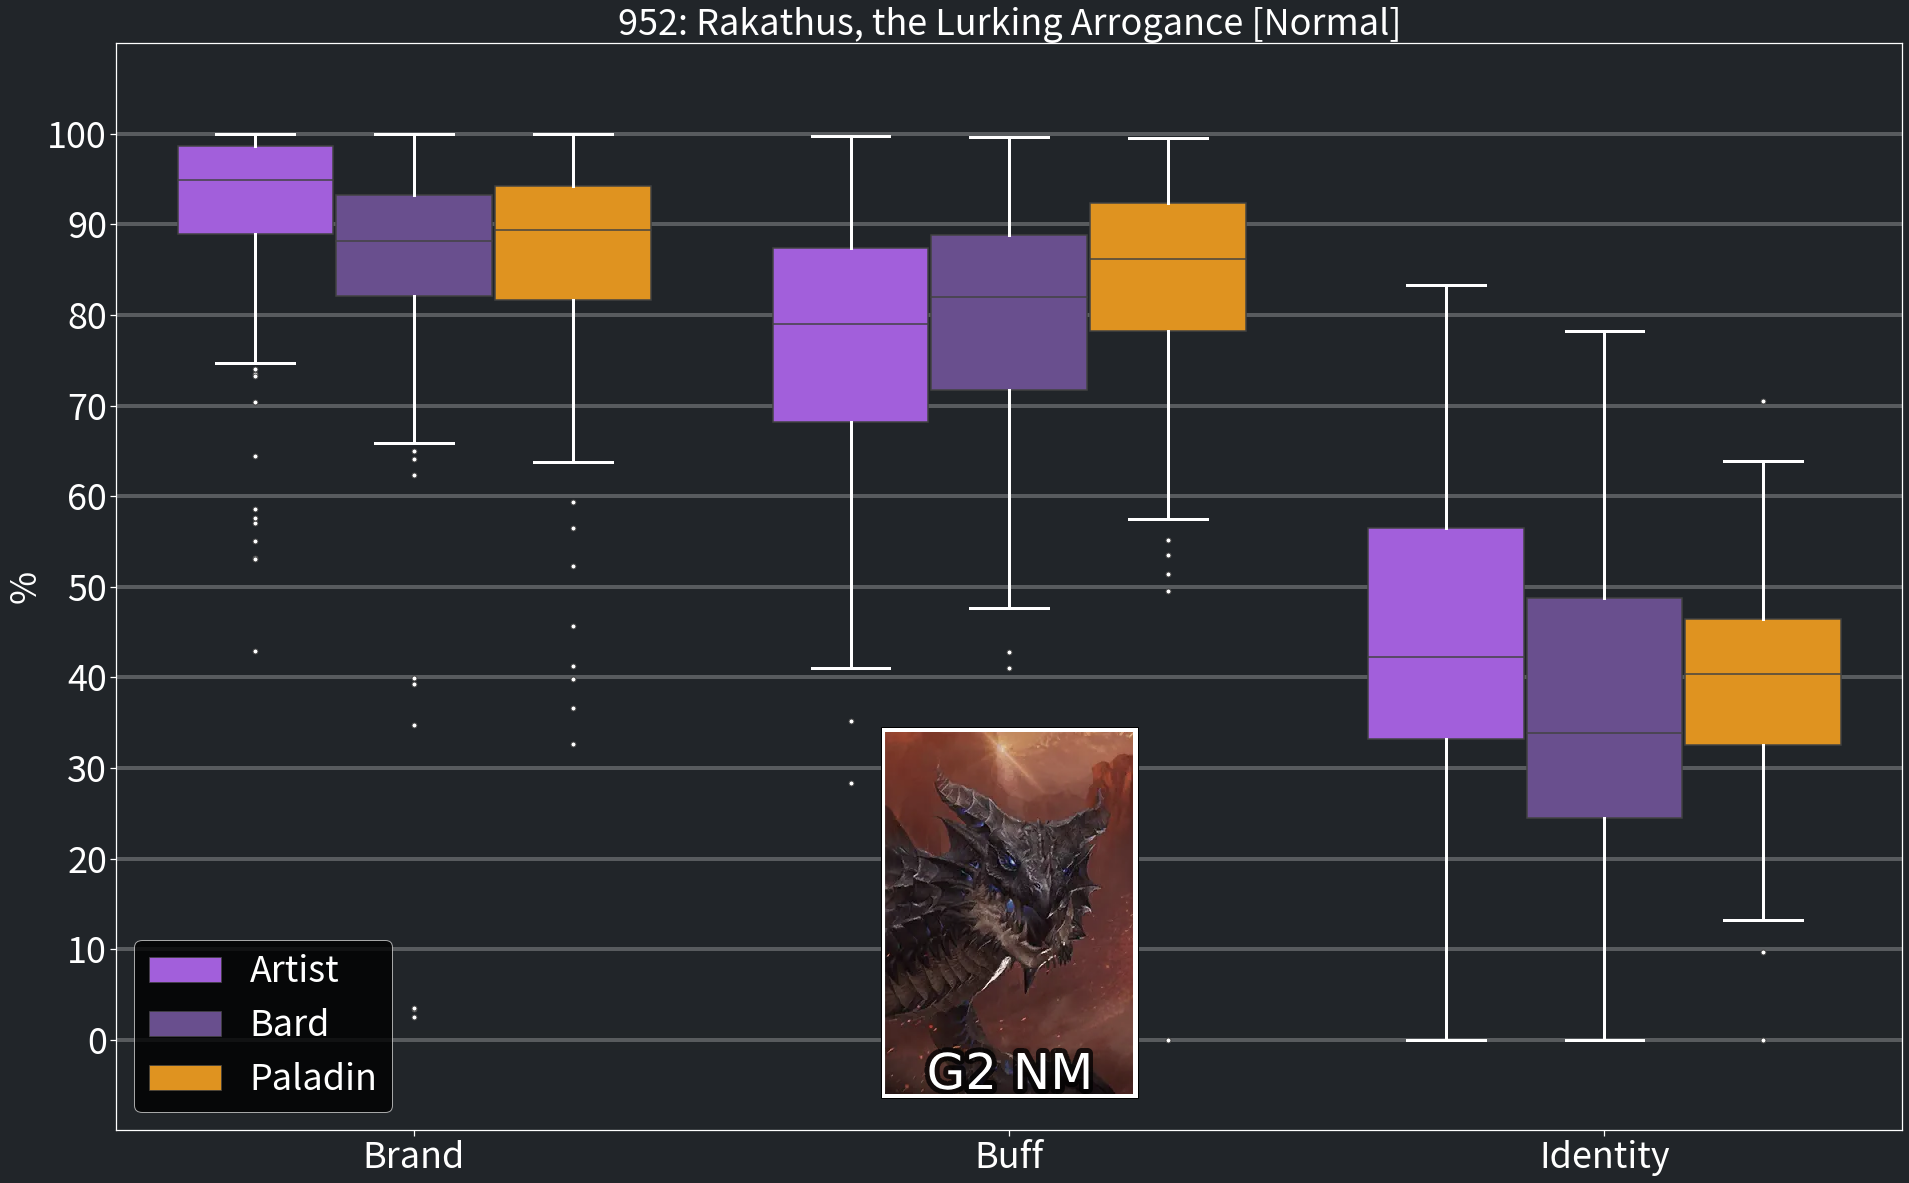 952: Rakathus, the Lurking Arrogance [Normal]
100
90
80
70
60
50
40
30
20
10
0
%
Artist
Bard
Paladin
G2 NM
Brand
Buff
Identity